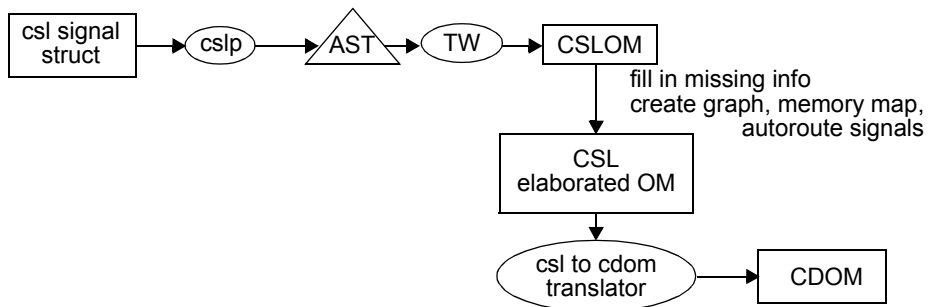 csl signal
struct
cslp
AST
TW
CSLOM
fill in missing info
create graph, memory map,
autoroute signals
CSL
elaborated OM
csl to cdom
translator
CDOM